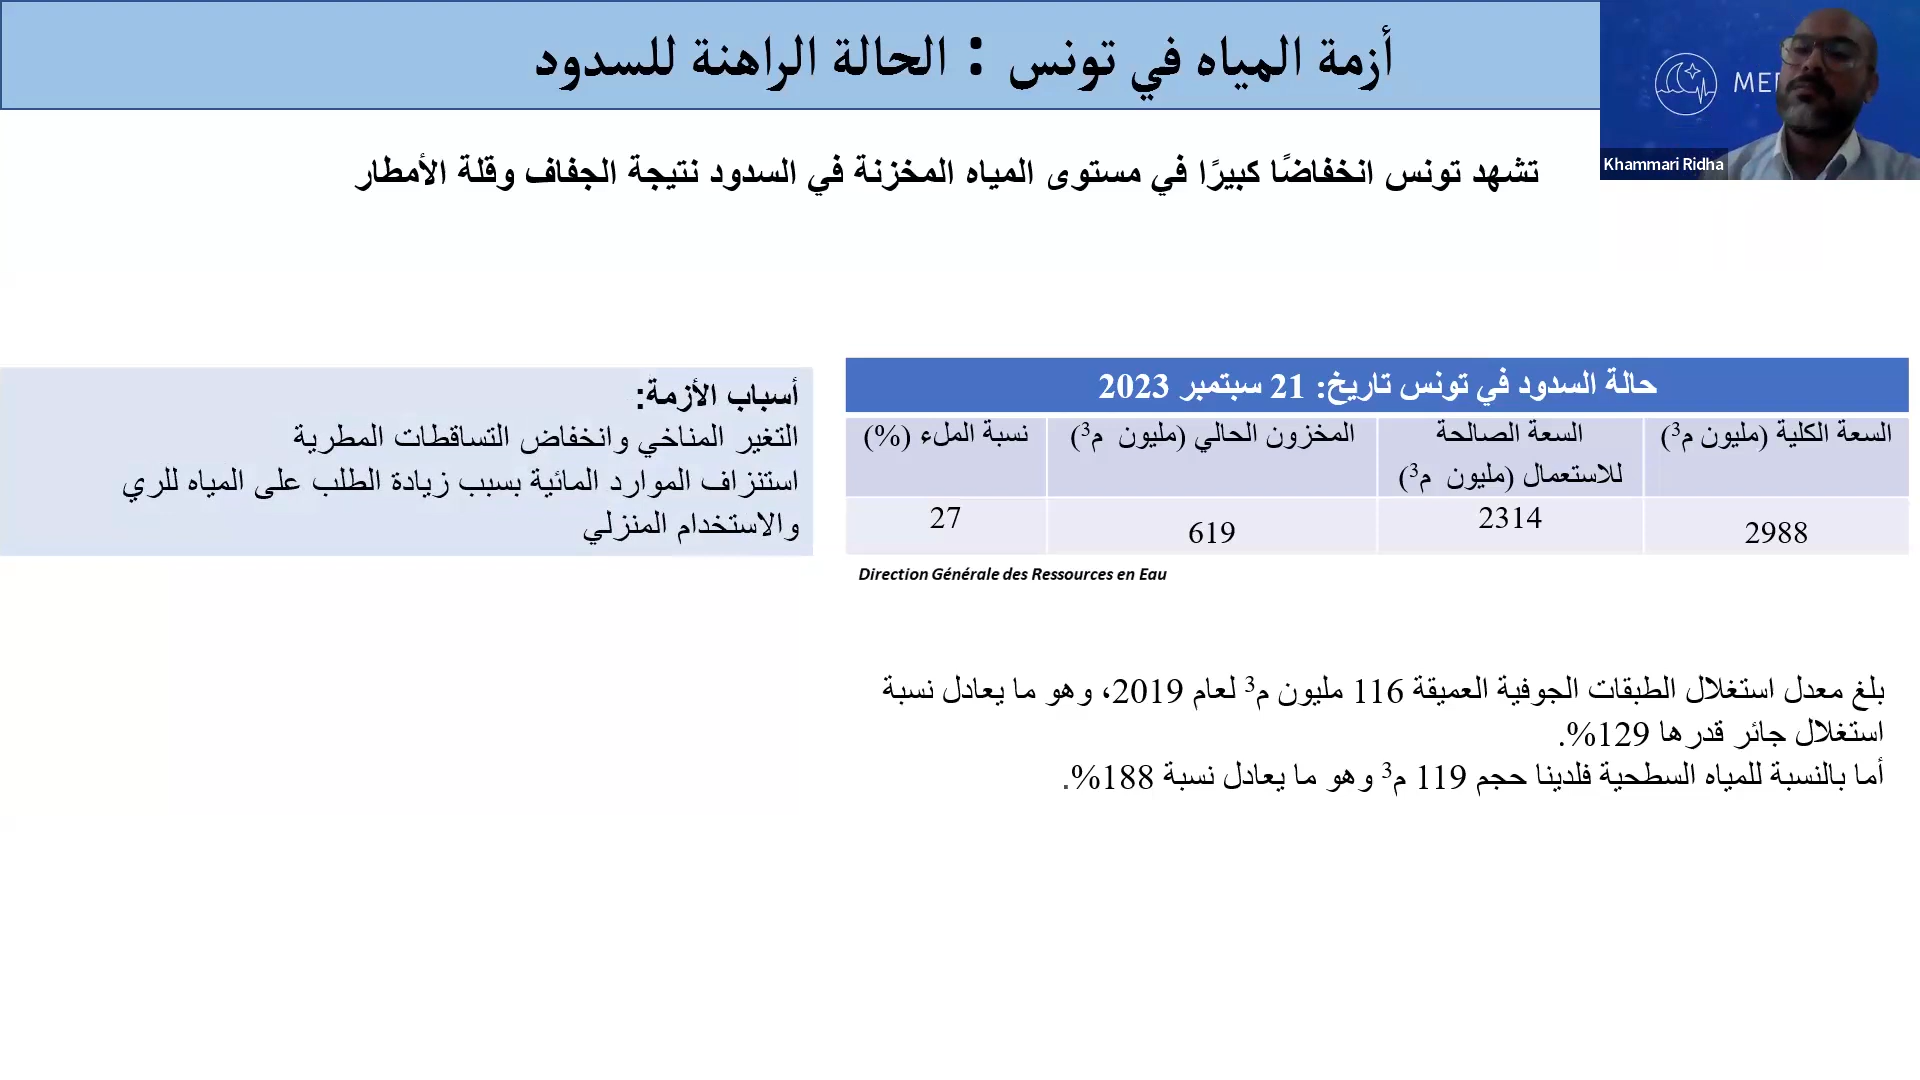 أزمة المياه في تونس : الحالة الراهنة للسدود
MED
Khammari Ridha
تشهد تونس انخفاضًا كبيرًا في مستوى المياه المخزنة في السدود نتيجة الجفاف وقلة الأمطار
حالة السدود في تونس تاريخ: 21 سبتمبر 2023
السعة الكلية (مليون م³)
السعة الصالحة
للاستعمال (مليون م³)
المخزون الحالي (مليون م³)
نسبة الملء (%)
2988
2314
619
27
Direction Générale des Ressources en Eau
أسباب الأزمة:
التغير المناخي وانخفاض التساقطات المطرية
استنزاف الموارد المائية بسبب زيادة الطلب على المياه للري
والاستخدام المنزلي
بلغ معدل استغلال الطبقات الجوفية العميقة 116 مليون م³ لعام 2019، وهو ما يعادل نسبة
استغلال جائر قدرها 129%.
أما بالنسبة للمياه السطحية فلدينا حجم 119 م³ وهو ما يعادل نسبة 188%.